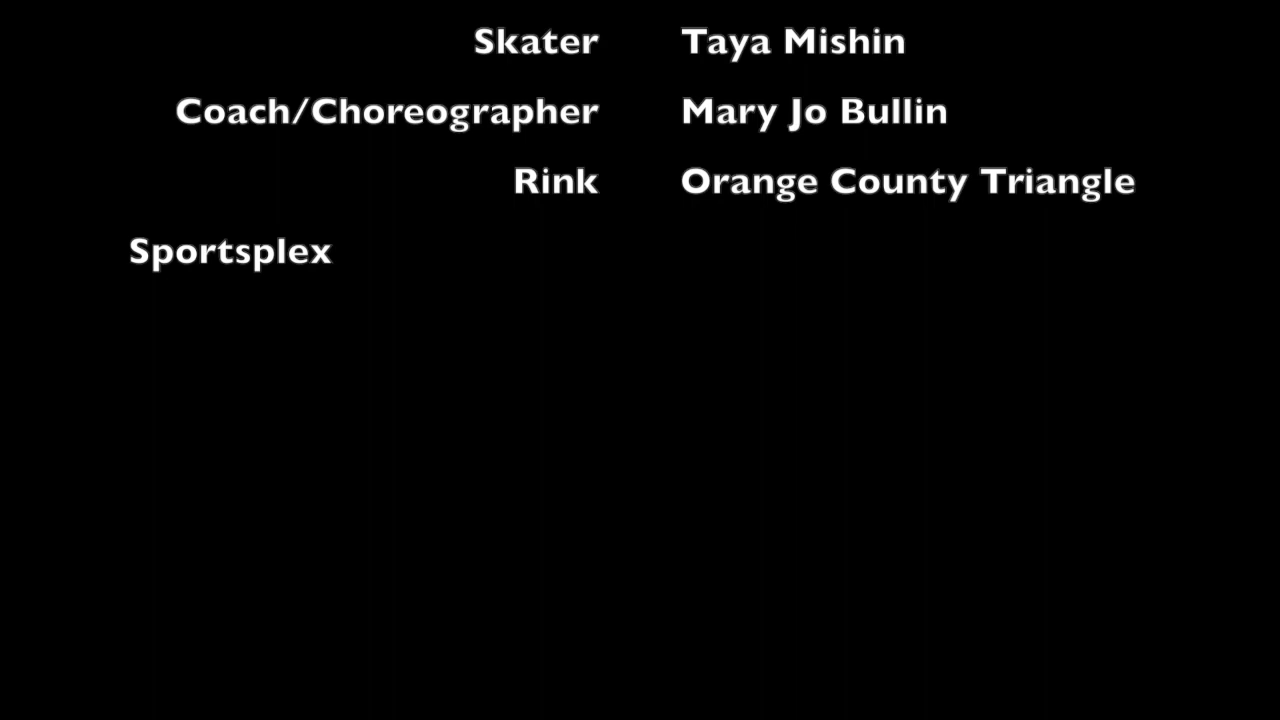 Skater Taya Mishin
Coach/Choreographer Mary Jo Bullin
Rink Orange County Triangle
Sportsplex